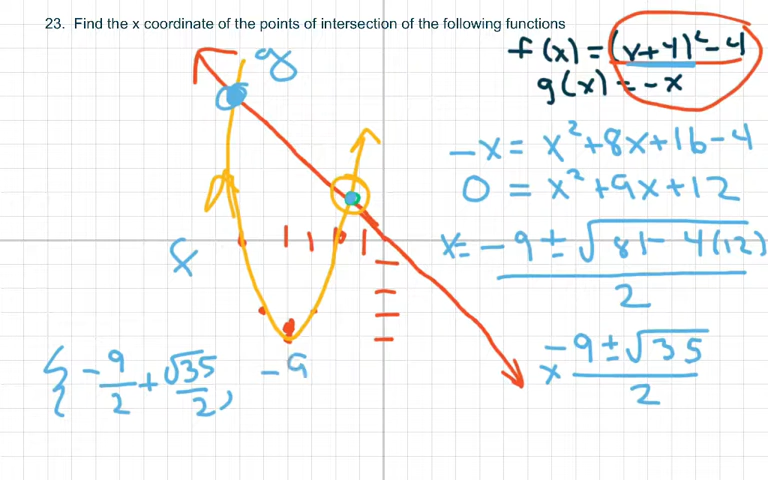 23. Find the x coordinate of the points of intersection of the following functions
f(x) = (x+4)² - 4
g(x) = -x
g
-x = x² + 8x + 16 - 4
0 = x² + 9x + 12
f
x = -9 ± √81 - 4(12)
2
x -9 ± √35
2
{ -9/2 + √35/2, -9